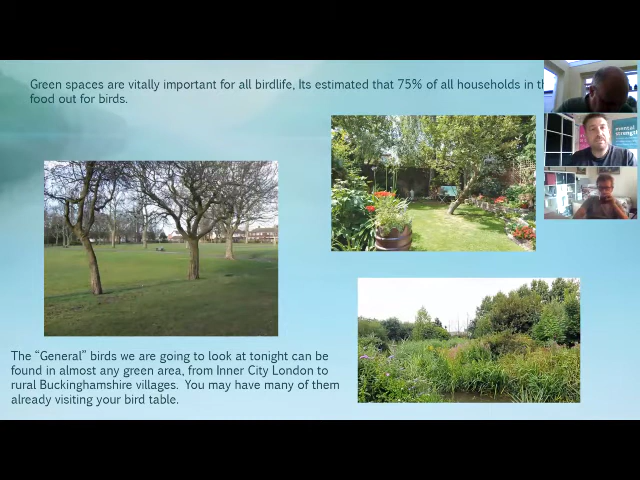 Green spaces are vitally important for all birdlife, Its estimated that 75% of all households in
food out for birds.
mental
strength
The “General” birds we are going to look at tonight can be
found in almost any green area, from Inner City London to
rural Buckinghamshire villages.  You may have many of them
already visiting your bird table.